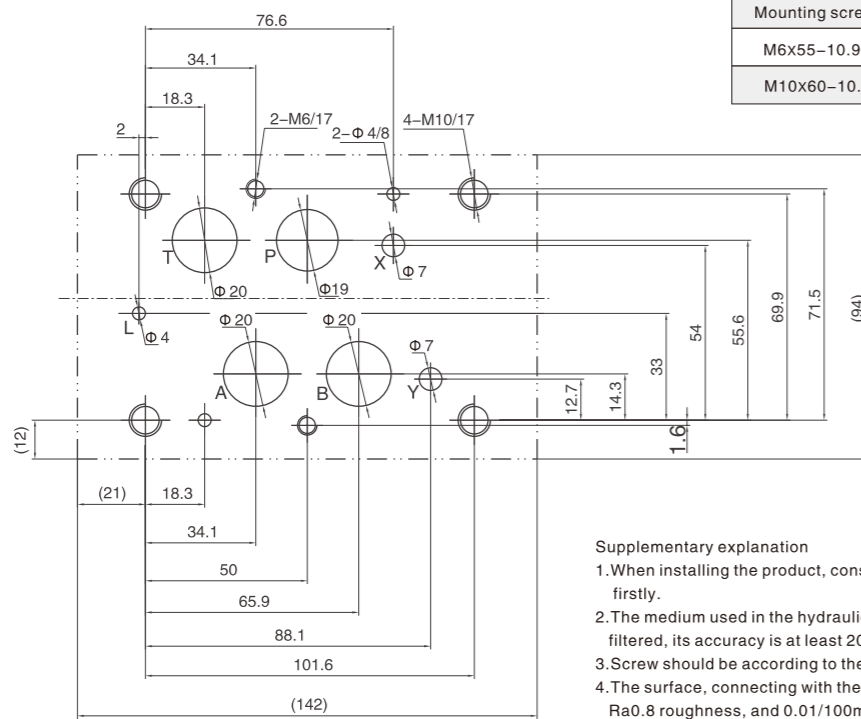 76.6
Mounting scre
34.1
M6x55–10.9
18.3
M10x60–10.
2
2–M6/17
2–Φ 4/8
4–M10/17
T
P
X
Φ 7
Φ 20
Φ19
L
Φ 4
Φ 20
Φ 20
Φ 7
A
B
Y
12.7
14.3
33
54
55.6
69.9
71.5
(94)
1.6
(12)
(21)
18.3
34.1
50
65.9
88.1
101.6
(142)
Supplementary explanation
1.When installing the product, cons
firstly.
2.The medium used in the hydrauli
filtered, its accuracy is at least 20
3.Screw should be according to the
4.The surface, connecting with the
Ra0.8 roughness, and 0.01/100m